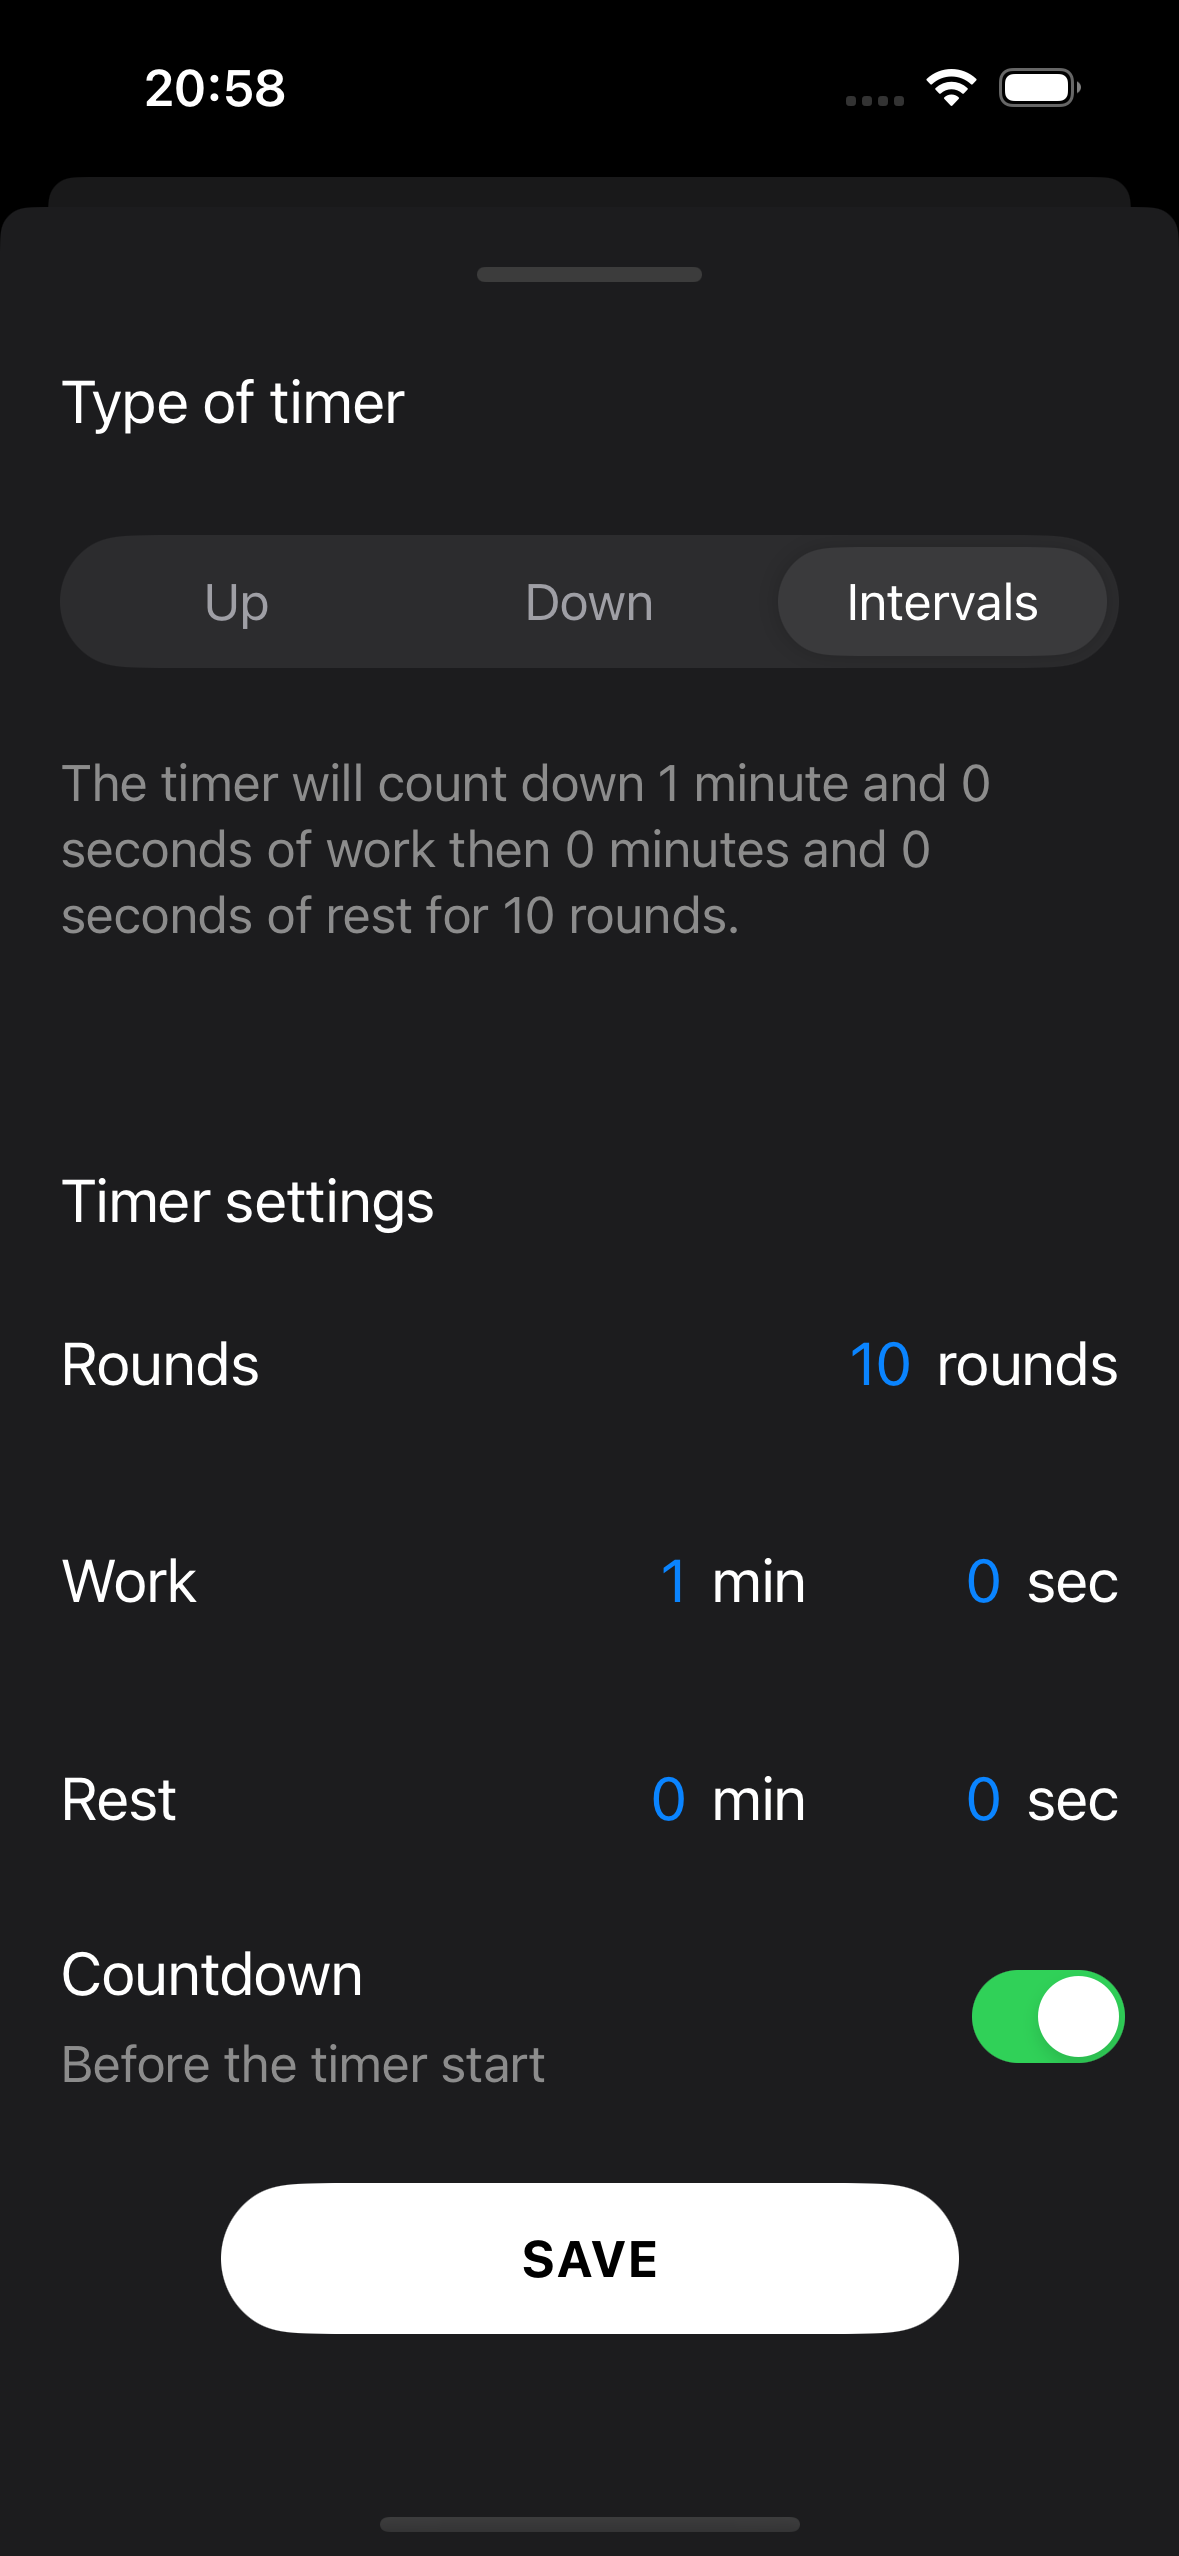 20:58
Type of timer
Up Down Intervals
The timer will count down 1 minute and 0
seconds of work then 0 minutes and 0
seconds of rest for 10 rounds.
Timer settings
Rounds 10 rounds
Work 1 min 0 sec
Rest 0 min 0 sec
Countdown
Before the timer start
SAVE